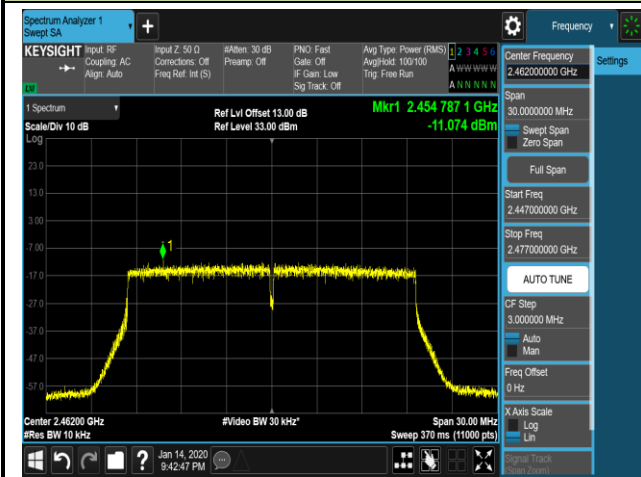 Spectrum Analyzer 1
Swept SA
Frequency
KEYSIGHT
Input: RF
Coupling: AC
Align: Auto
Input Z: 50 Ω
Corrections: Off
Freq Ref: Int (S)
#Atten: 30 dB
Preamp: Off
PNO: Fast
Gate: Off
IF Gain: Low
Sig Track: Off
Avg Type: Power (RMS)
Avg|Hold: 100/100
Trig: Free Run
1 2 3 4 5 6
A W W W W W
A N N N N N
1 Spectrum
Scale/Div 10 dB
Ref Lvl Offset 13.00 dB
Ref Level 33.00 dBm
Mkr1 2.454 787 1 GHz
-11.074 dBm
Log
23.0
13.0
3.00
-7.00
-17.0
-27.0
-37.0
-47.0
-57.0
1
Center 2.46200 GHz
#Res BW 10 kHz
#Video BW 30 kHz*
Span 30.00 MHz
Sweep 370 ms (11000 pts)
Jan 14, 2020
9:42:47 PM
Settings
Center Frequency
2.462000000 GHz
Span
30.0000000 MHz
Swept Span
Zero Span
Full Span
Start Freq
2.447000000 GHz
Stop Freq
2.477000000 GHz
AUTO TUNE
CF Step
3.000000 MHz
Auto
Man
Freq Offset
0 Hz
X Axis Scale
Log
Lin
Signal Track
(Span Zoom)